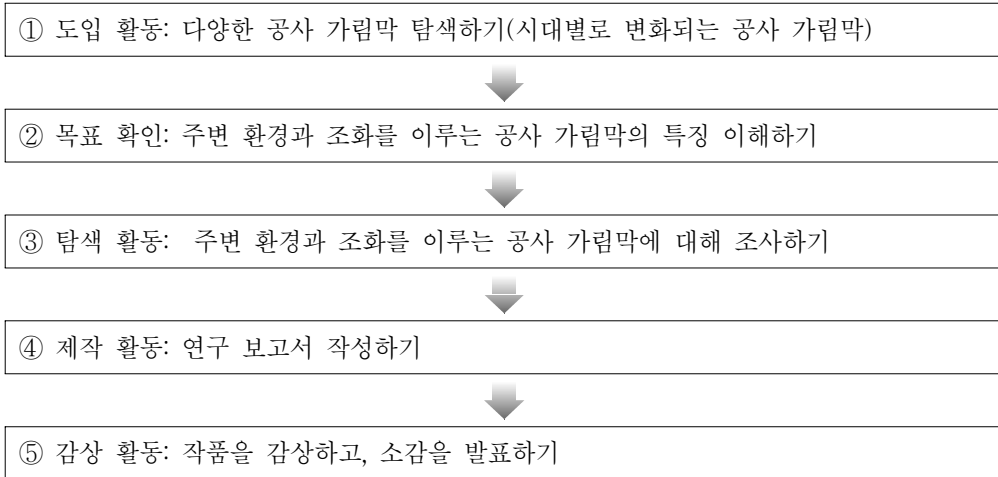 ① 도입 활동: 다양한 공사 가림막 탐색하기(시대별로 변화되는 공사 가림막)
② 목표 확인: 주변 환경과 조화를 이루는 공사 가림막의 특징 이해하기
③ 탐색 활동: 주변 환경과 조화를 이루는 공사 가림막에 대해 조사하기
④ 제작 활동: 연구 보고서 작성하기
⑤ 감상 활동: 작품을 감상하고, 소감을 발표하기